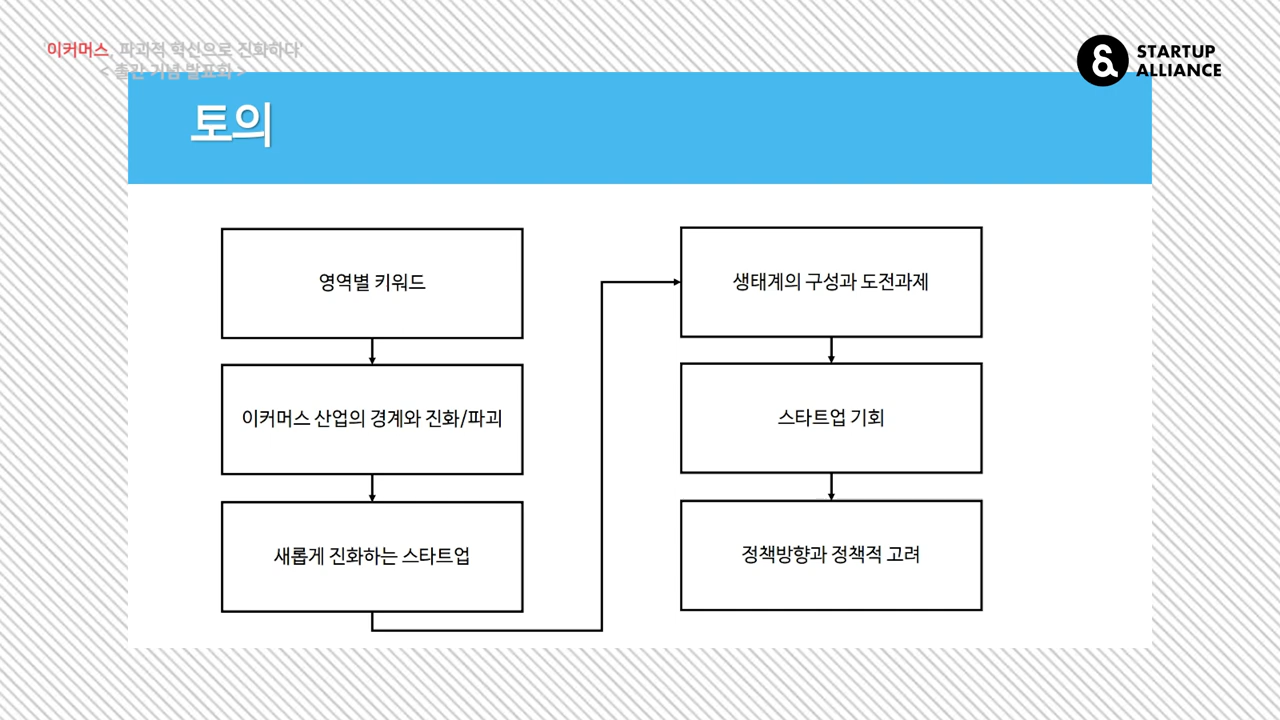 '이커머스, 파괴적 혁신으로 진화하다'
< 출간 기념 발표회 >
STARTUP
ALLIANCE
토의
영역별 키워드
이커머스 산업의 경계와 진화/파괴
새롭게 진화하는 스타트업
생태계의 구성과 도전과제
스타트업 기회
정책방향과 정책적 고려